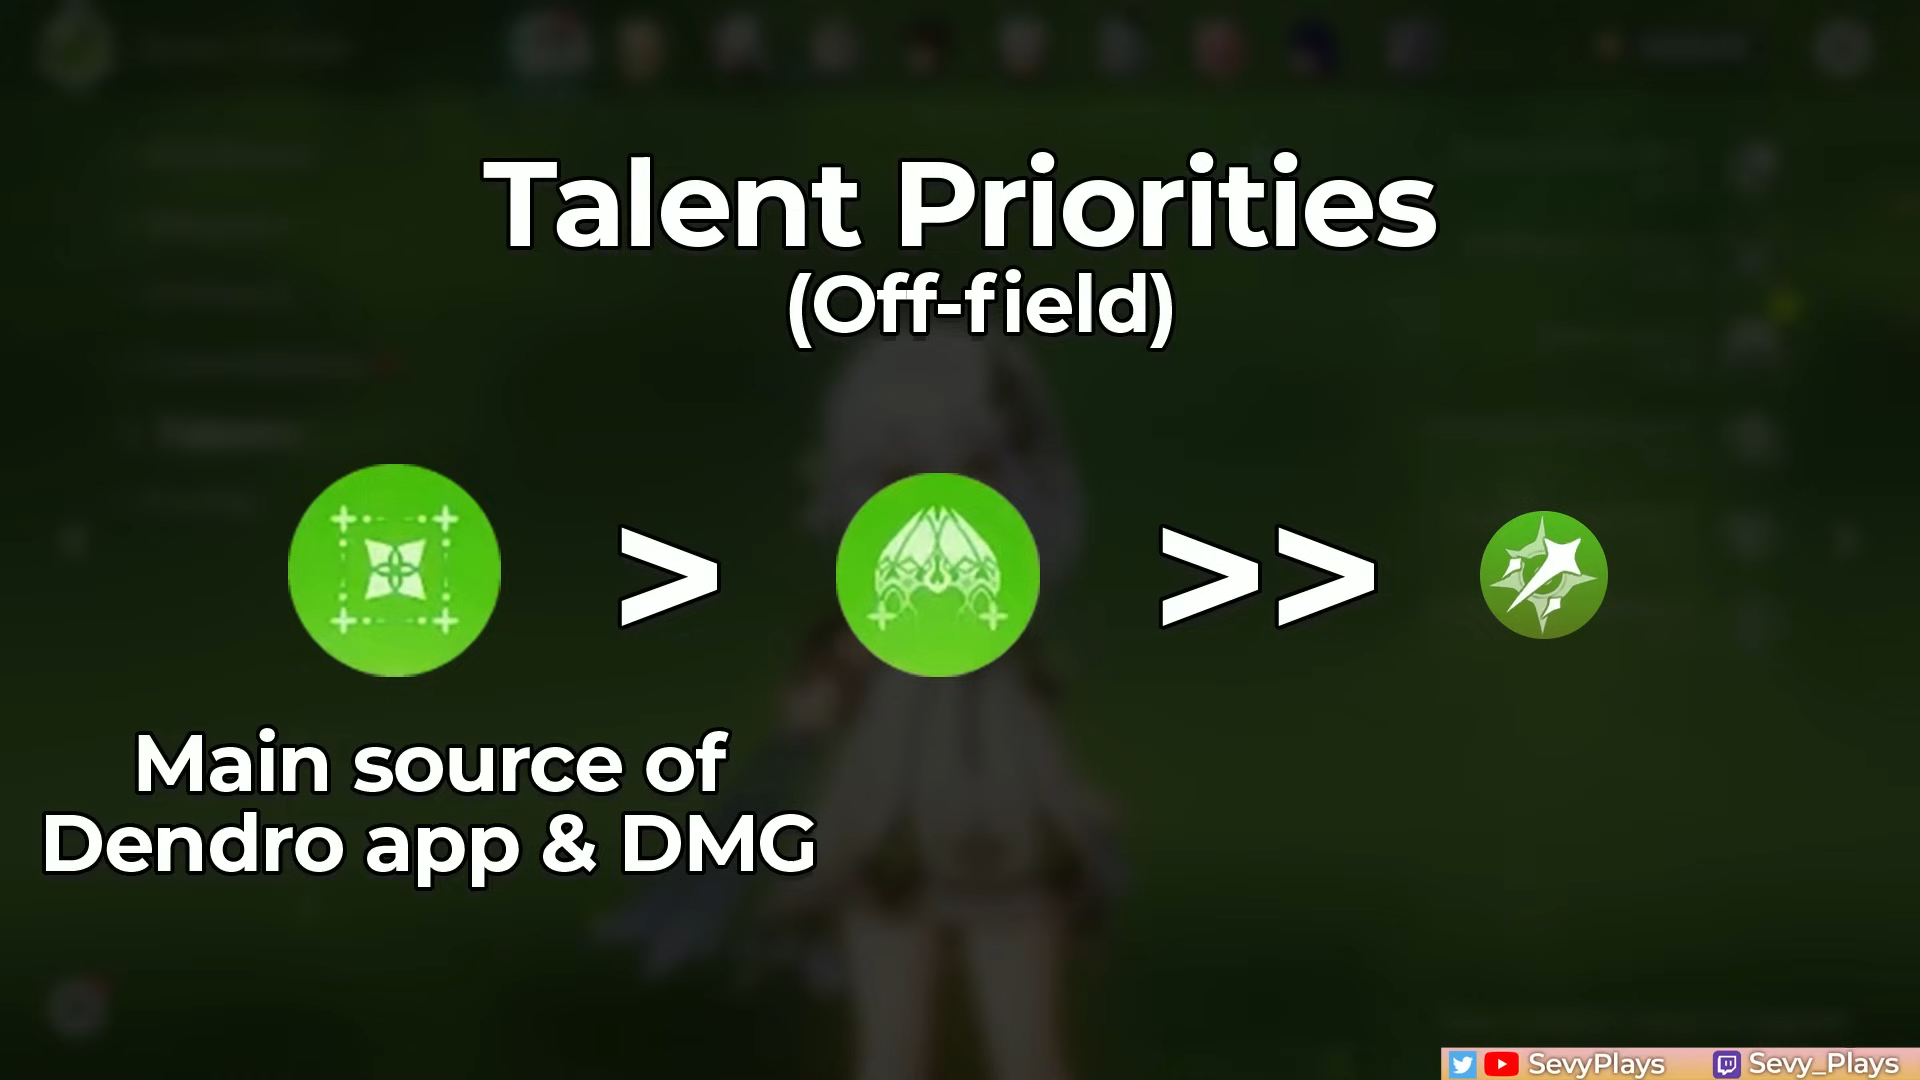 Talent Priorities
(Off-field)
> >>
Main source of
Dendro app & DMG
SevyPlays Sevy_Plays